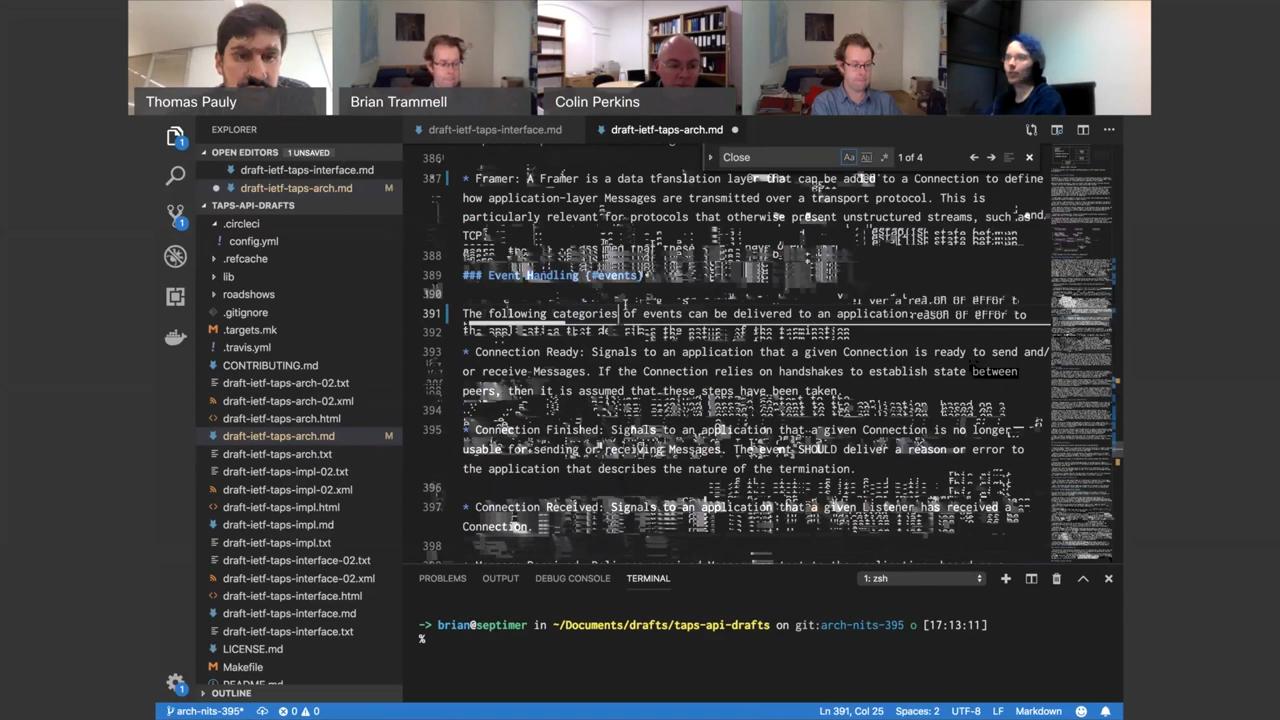 Thomas Pauly
Brian Trammell
Colin Perkins
EXPLORER
OPEN EDITORS 1 UNSAVED
draft-ietf-taps-interface.md
draft-ietf-taps-arch.md M
TAPS-API-DRAFTS
.circleci
config.yml
.refcache
lib
roadshows
.gitignore
.targets.mk
.travis.yml
CONTRIBUTING.md
draft-ietf-taps-arch-02.txt
draft-ietf-taps-arch-02.xml
draft-ietf-taps-arch.html
draft-ietf-taps-arch.md M
draft-ietf-taps-arch.txt
draft-ietf-taps-impl-02.txt
draft-ietf-taps-impl-02.xml
draft-ietf-taps-impl.html
draft-ietf-taps-impl.md
draft-ietf-taps-impl.txt
draft-ietf-taps-interface-02
draft-ietf-taps-interface-02.xml
draft-ietf-taps-interface.html
draft-ietf-taps-interface.md
draft-ietf-taps-interface.txt
LICENSE.md
Makefile
README.md
OUTLINE
draft-ietf-taps-interface.md draft-ietf-taps-arch.md
Close Aa Abl .* 1 of 4
386
387 * Framer: A Framer is a data translation layer that can be added to a Connection to define
how application-layer Messages are transmitted over a transport protocol. This is
particularly relevant for protocols that otherwise present unstructured streams, such as
TCP
388
389 ### Event Handling {#events}
390
391 The following categories of events can be delivered to an application
392
393 * Connection Ready: Signals to an application that a given Connection is ready to send and/
or receive Messages. If the Connection relies on handshakes to establish state between
peers, then it is assumed that these steps have been taken
394
395 * Connection Finished: Signals to an application that a given Connection is no longer
usable for sending or receiving Messages. The event SHOULD deliver a reason or error to
the application that describes the nature of the termination.
396
397 * Connection Received: Signals to an application that a given Listener has received a
Connection.
398
PROBLEMS OUTPUT DEBUG CONSOLE TERMINAL 1: zsh
-> brian@septimer in ~/Documents/drafts/taps-api-drafts on git:arch-nits-395 o [17:13:11]
%
arch-nits-395* 0 0 Ln 391, Col 25 Spaces: 2 UTF-8 LF Markdown